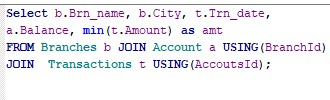 Select b.Brn_name, b.City, t.Trn_date,
a.Balance, min(t.Amount) as amt
FROM Branches b JOIN Account a USING(BranchId)
JOIN  Transactions t USING(AccoutsId);